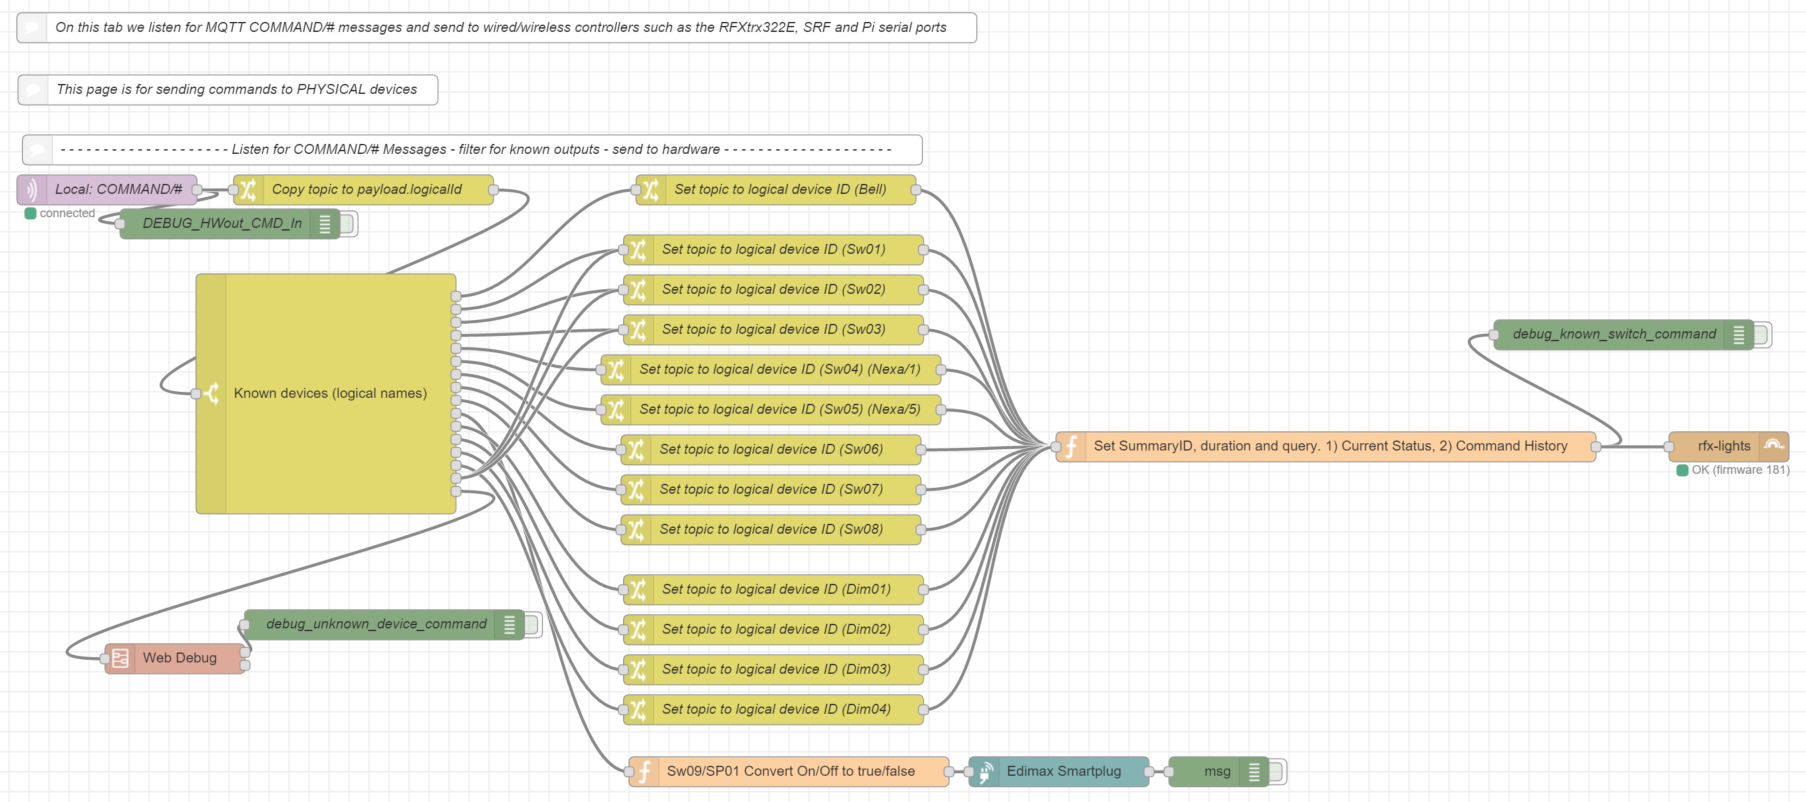 On this tab we listen for MQTT COMMAND/# messages and send to wired/wireless controllers such as the RFXtrx322E, SRF and Pi serial ports
This page is for sending commands to PHYSICAL devices
- - - - - - - - - - - - - - - - - - - - Listen for COMMAND/# Messages - filter for known outputs - send to hardware - - - - - - - - - - - - - - - - - - - -
Local: COMMAND/#
connected
Copy topic to payload.logicalId
DEBUG_HWout_CMD_In
Known devices (logical names)
debug_unknown_device_command
Web Debug
Set topic to logical device ID (Bell)
Set topic to logical device ID (Sw01)
Set topic to logical device ID (Sw02)
Set topic to logical device ID (Sw03)
Set topic to logical device ID (Sw04) (Nexa/1)
Set topic to logical device ID (Sw05) (Nexa/5)
Set topic to logical device ID (Sw06)
Set topic to logical device ID (Sw07)
Set topic to logical device ID (Sw08)
Set topic to logical device ID (Dim01)
Set topic to logical device ID (Dim02)
Set topic to logical device ID (Dim03)
Set topic to logical device ID (Dim04)
Sw09/SP01 Convert On/Off to true/false
Edimax Smartplug
msg
Set SummaryID, duration and query. 1) Current Status, 2) Command History
debug_known_switch_command
rfx-lights
OK (firmware 181)